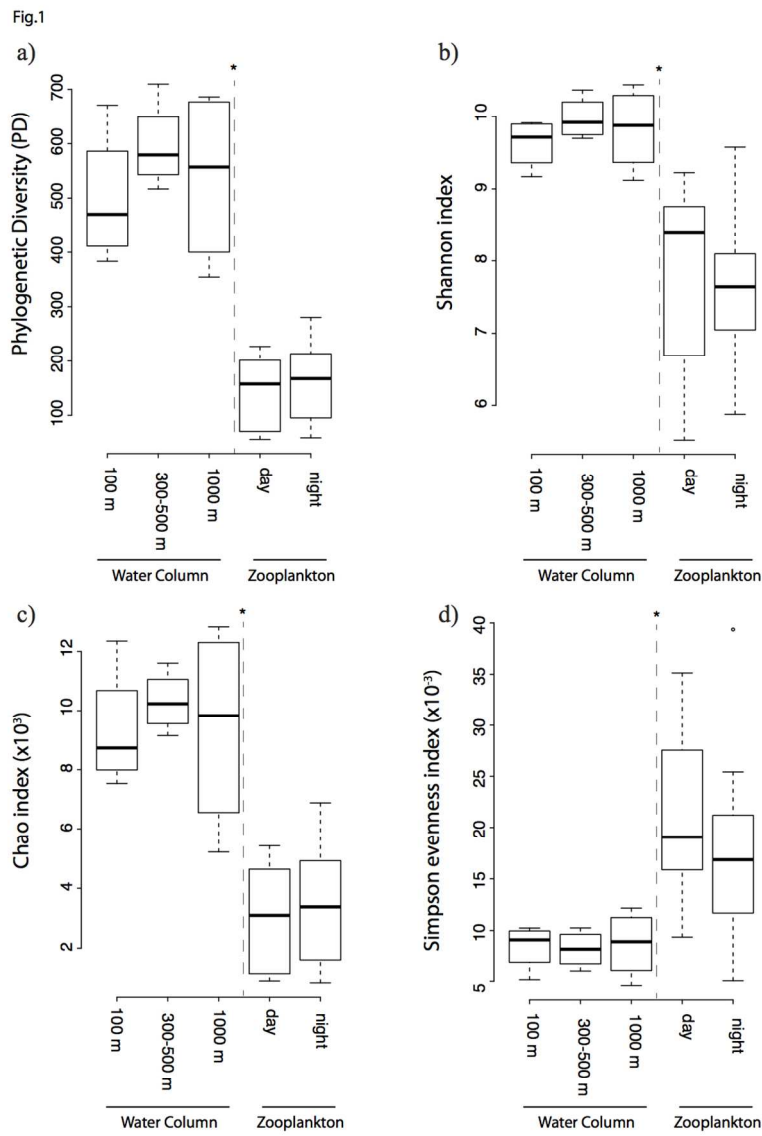 Fig.1
a)
*
Phylogenetic Diversity (PD)
700
600
500
400
300
200
100
100 m
300-500 m
1000 m
day
night
Water Column
Zooplankton
b)
*
Shannon index
10
9
8
7
6
100 m
300-500 m
1000 m
day
night
Water Column
Zooplankton
c)
*
Chao index (x10³)
12
10
8
6
4
2
100 m
300-500 m
1000 m
day
night
Water Column
Zooplankton
d)
*
Simpson evenness index (x10⁻³)
40
35
30
25
20
15
10
5
100 m
300-500 m
1000 m
day
night
Water Column
Zooplankton